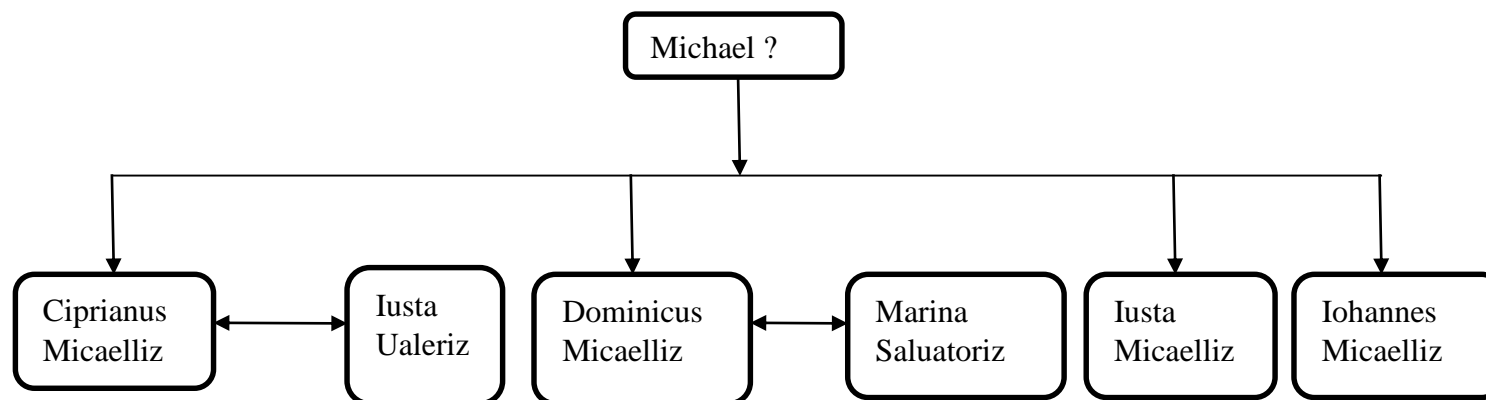 Michael ?
Ciprianus
Micaelliz
Iusta
Ualeriz
Dominicus
Micaelliz
Marina
Saluatoriz
Iusta
Micaelliz
Iohannes
Micaelliz